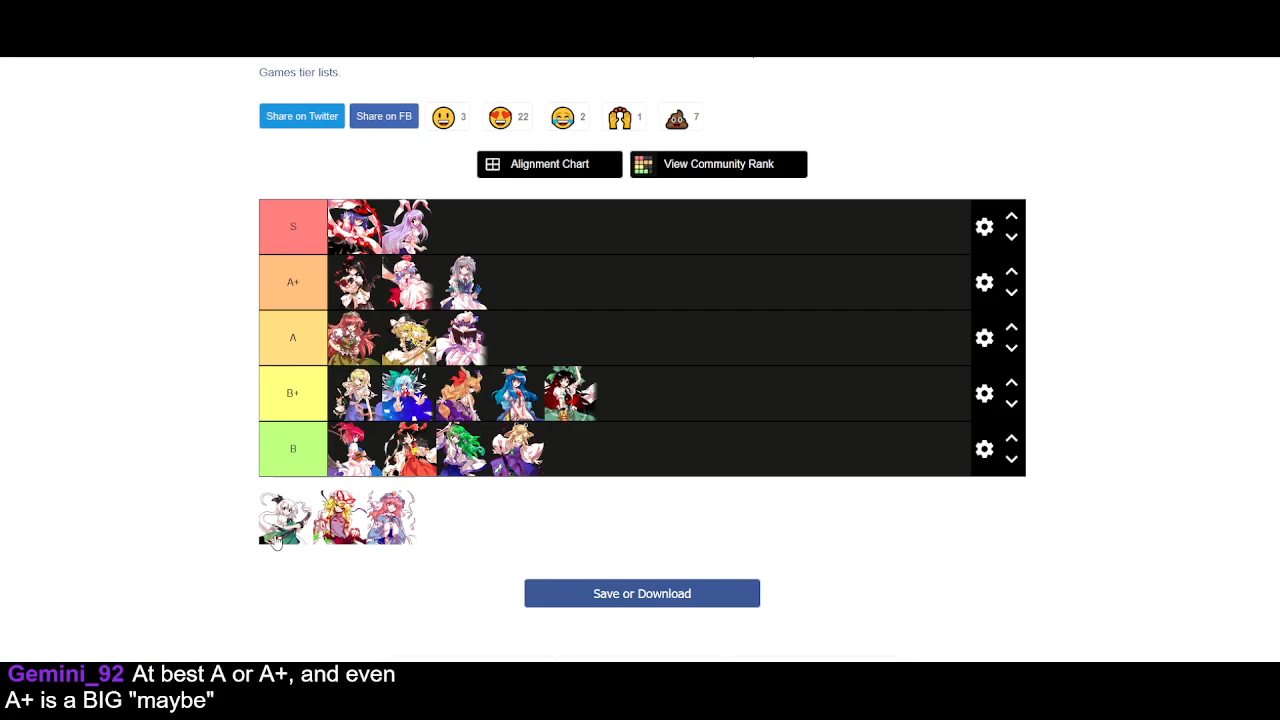 Games tier lists.
Share on Twitter Share on FB 3 22 2 1 7
Alignment Chart View Community Rank
S
A+
A
B+
B
Save or Download
Gemini_92 At best A or A+, and even
A+ is a BIG "maybe"